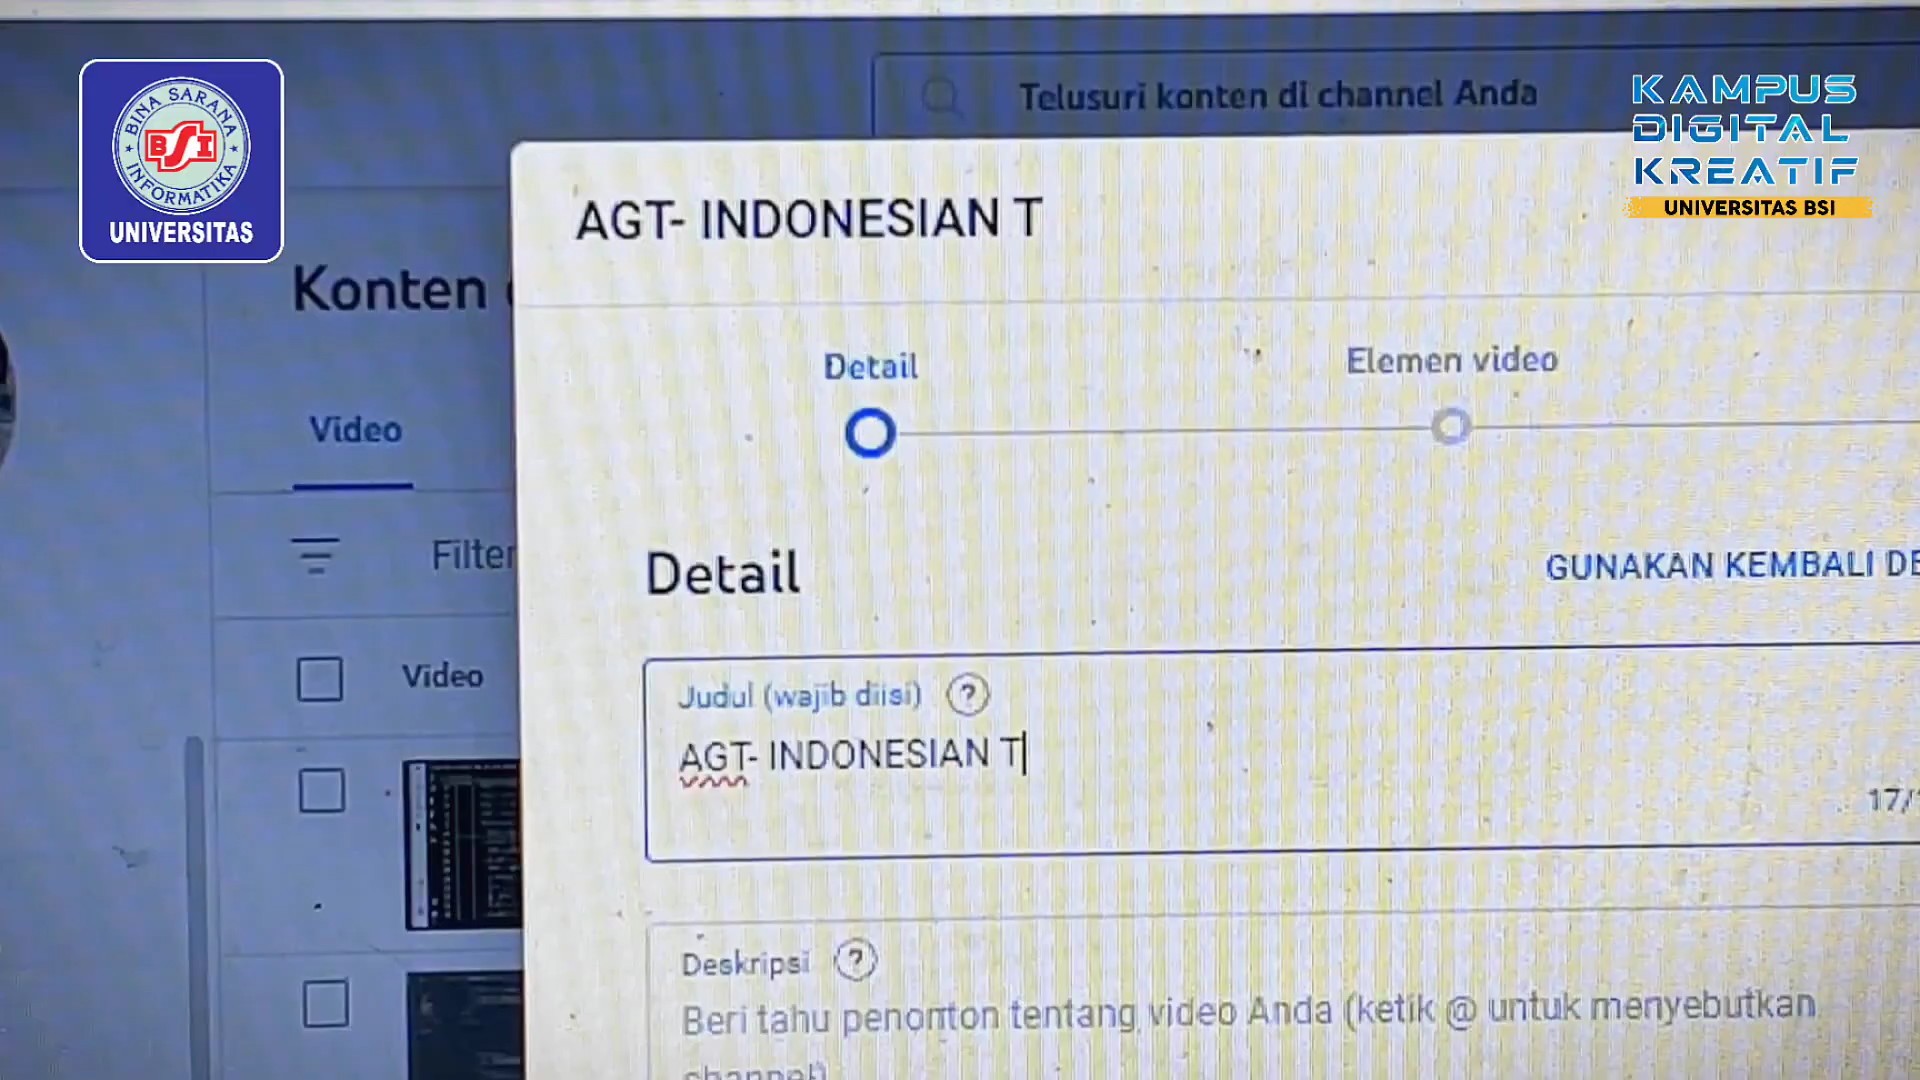 BINA SARANA
BSI
INFORMATIKA
UNIVERSITAS
Telusuri konten di channel Anda
KAMPUS
DIGITAL
KREATIF
UNIVERSITAS BSI
AGT- INDONESIAN T
Konten
Detail
Elemen video
Video
Filter
Detail
GUNAKAN KEMBALI DE
Video
Judul (wajib diisi) ?
AGT- INDONESIAN T
17/
Deskripsi ?
Beri tahu penonton tentang video Anda (ketik @ untuk menyebutkan
channel)